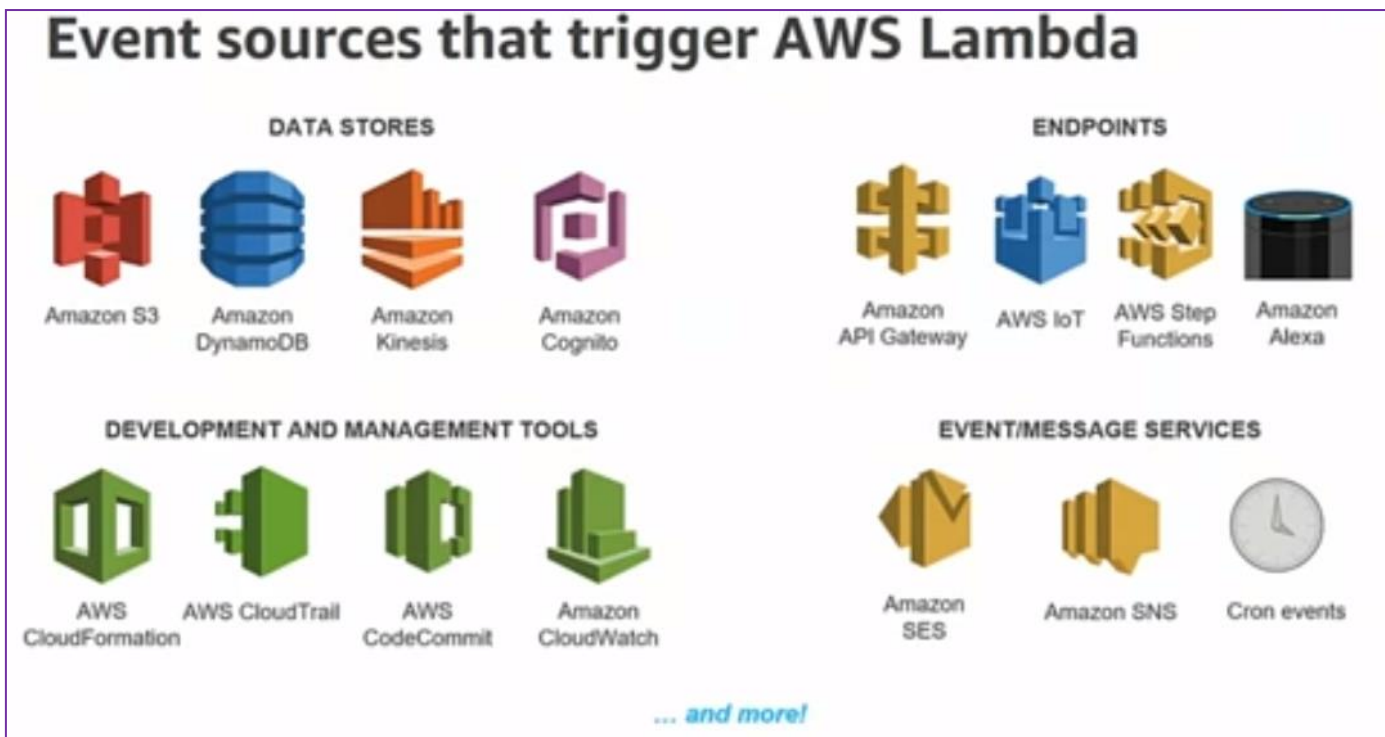 Event sources that trigger AWS Lambda
DATA STORES
Amazon S3
Amazon
DynamoDB
Amazon
Kinesis
Amazon
Cognito
ENDPOINTS
Amazon
API Gateway
AWS IoT
AWS Step
Functions
Amazon
Alexa
DEVELOPMENT AND MANAGEMENT TOOLS
AWS
CloudFormation
AWS CloudTrail
AWS
CodeCommit
Amazon
CloudWatch
EVENT/MESSAGE SERVICES
Amazon
SES
Amazon SNS
Cron events
... and more!